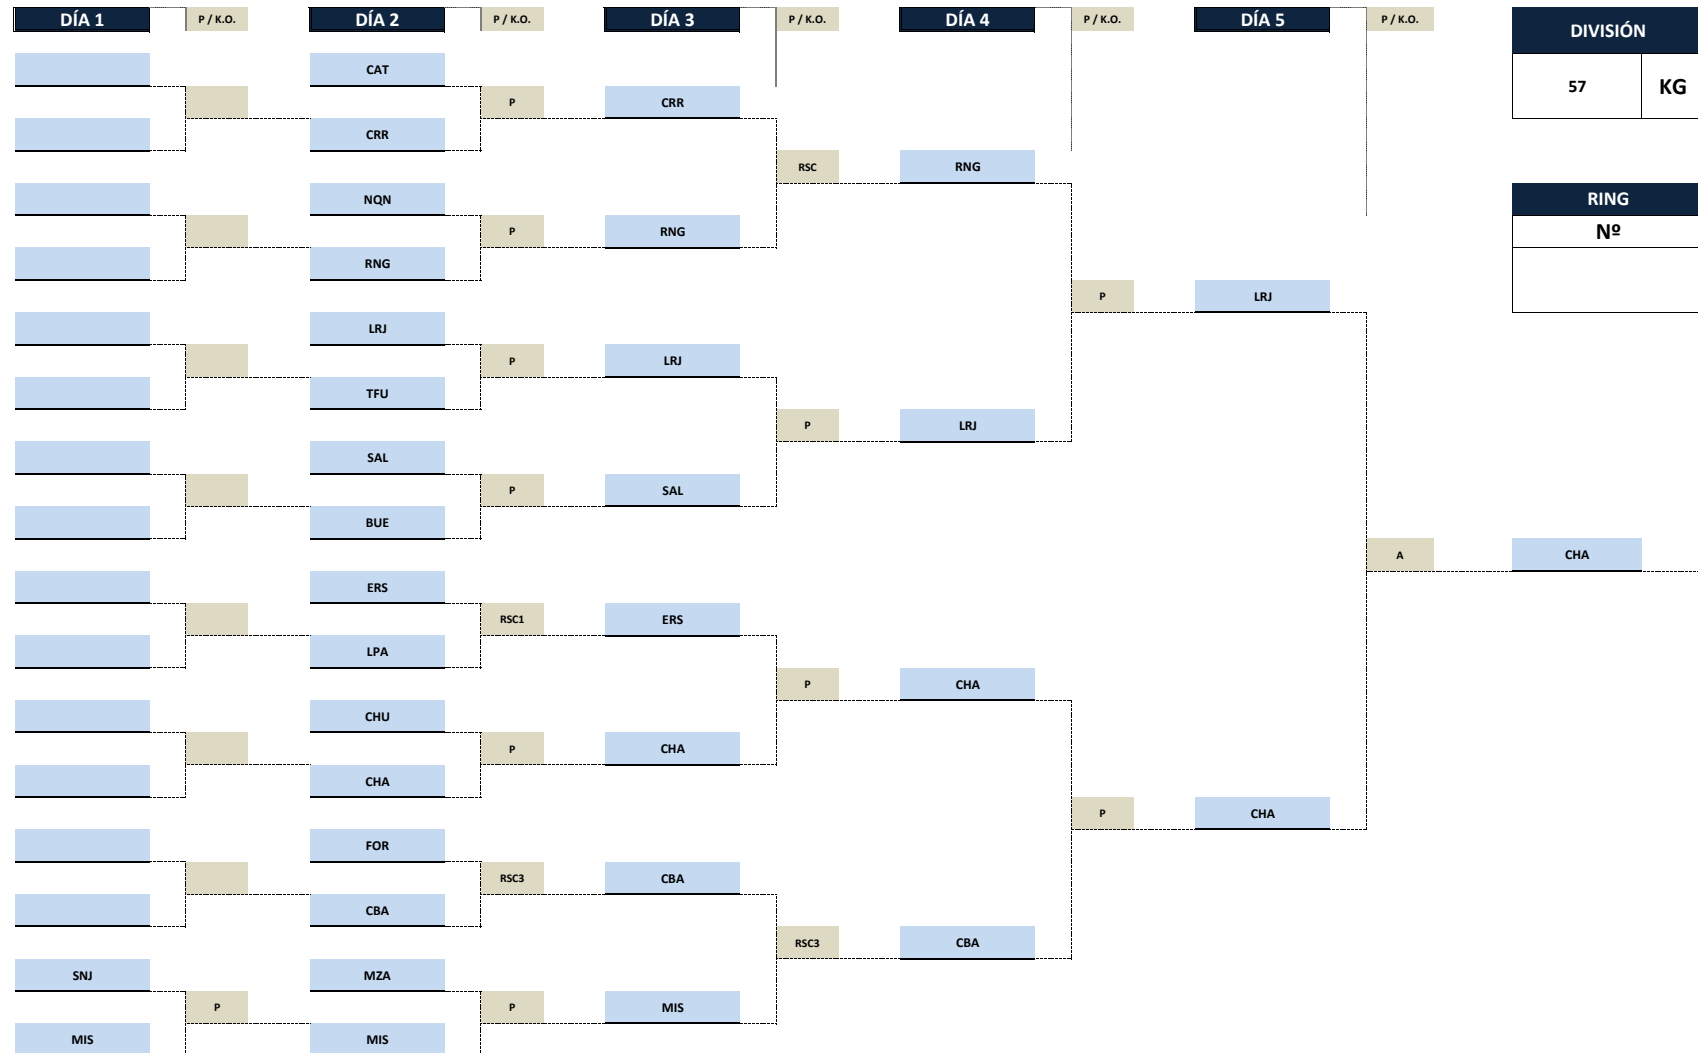 DÍA 1 P / K.O. DÍA 2 P / K.O. DÍA 3 P / K.O. DÍA 4 P / K.O. DÍA 5 P / K.O. DIVISIÓN
CAT
57 KG
P CRR
CRR
RSC RNG
NQN RING
P RNG Nº
RNG
P LRJ
LRJ
P LRJ
TFU
P LRJ
SAL
P SAL
BUE
A CHA
ERS
RSC1 ERS
LPA
P CHA
CHU
P CHA
CHA
P CHA
FOR
RSC3 CBA
CBA
RSC3 CBA
SNJ MZA
P P MIS
MIS MIS